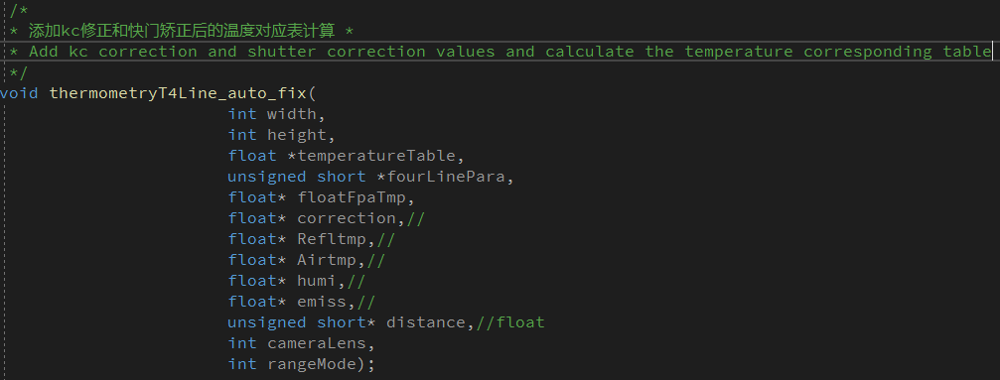 /*
* 添加kc修正和快门矫正后的温度对应表计算 *
* Add kc correction and shutter correction values and calculate the temperature corresponding table
*/
void thermometryT4Line_auto_fix(
int width,
int height,
float *temperatureTable,
unsigned short *fourLinePara,
float* floatFpaTmp,
float* correction,//
float* Refltmp,//
float* Airtmp,//
float* humi,//
float* emiss,//
unsigned short* distance,//float
int cameraLens,
int rangeMode);